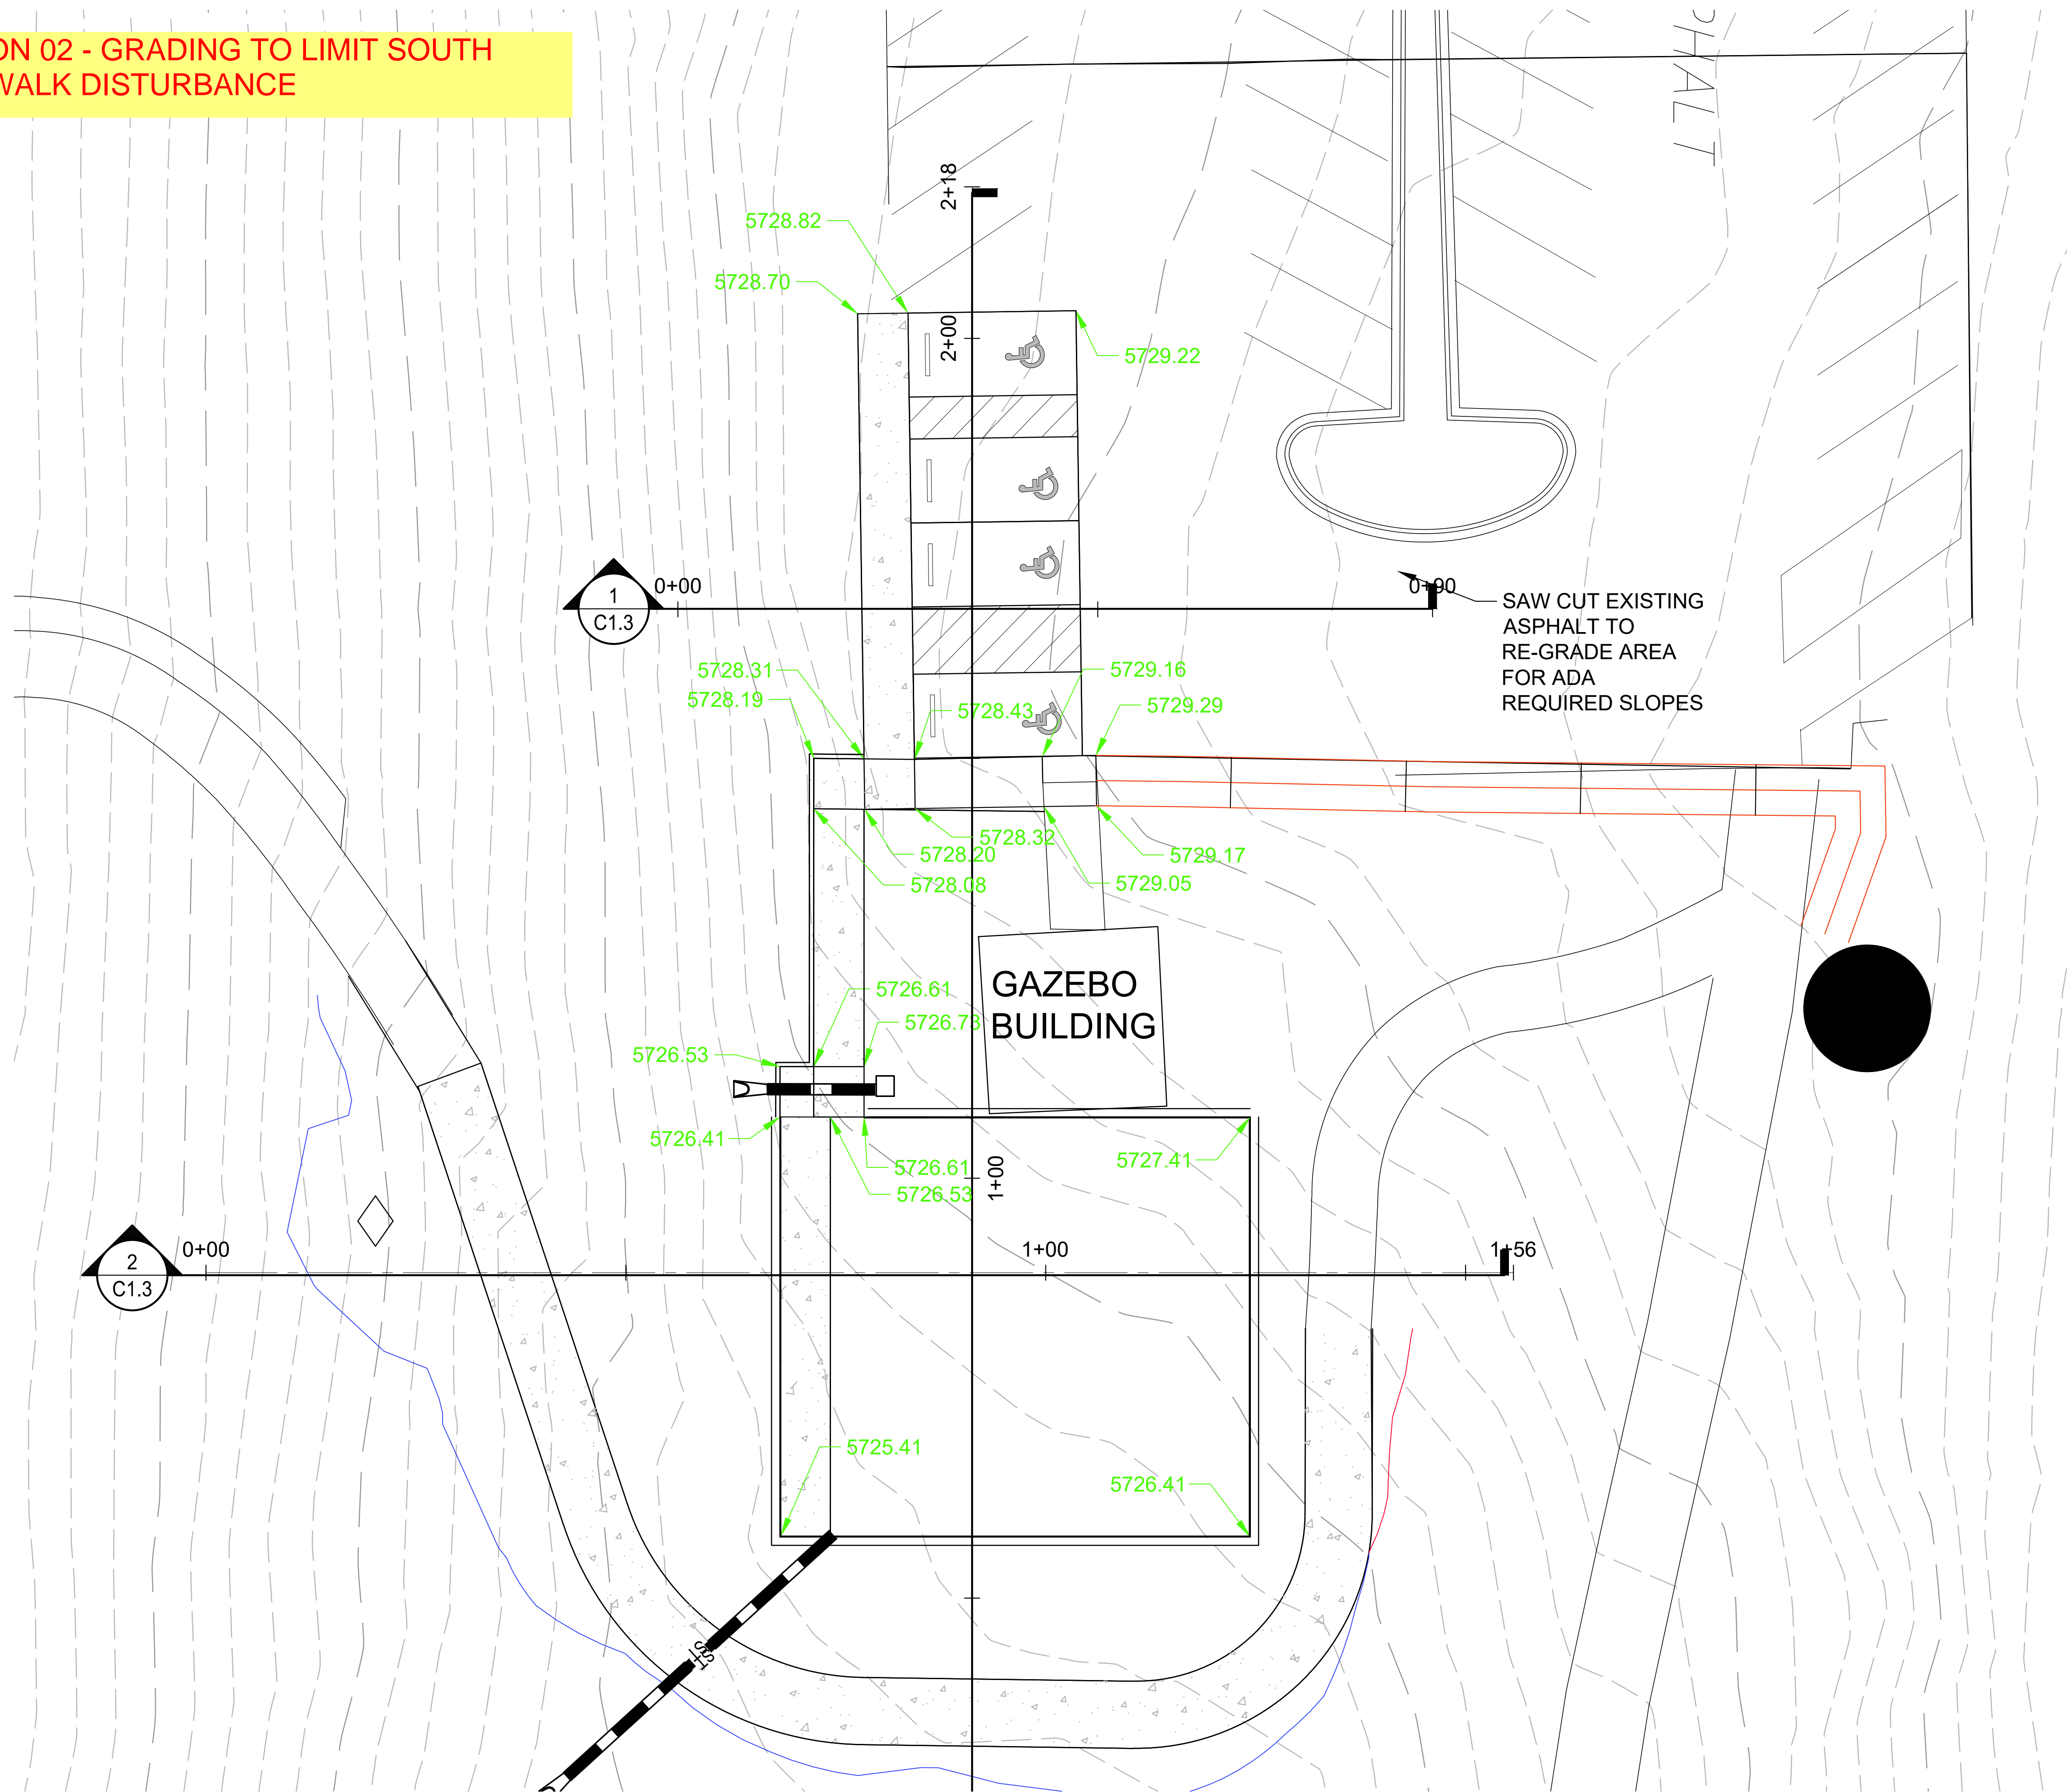 ON 02 - GRADING TO LIMIT SOUTH
WALK DISTURBANCE
2+18
5728.82
5728.70
2+00
5729.22
1
C1.3
0+00
0+90
SAW CUT EXISTING
ASPHALT TO
RE-GRADE AREA
FOR ADA
REQUIRED SLOPES
5728.31
5729.16
5728.19
5728.43
5729.29
5728.32
5728.20
5729.17
5728.08
5729.05
GAZEBO
BUILDING
5726.61
5726.73
5726.53
5726.41
5726.61
5727.41
5726.53
1+00
2
C1.3
0+00
1+00
1+56
5725.41
5726.41